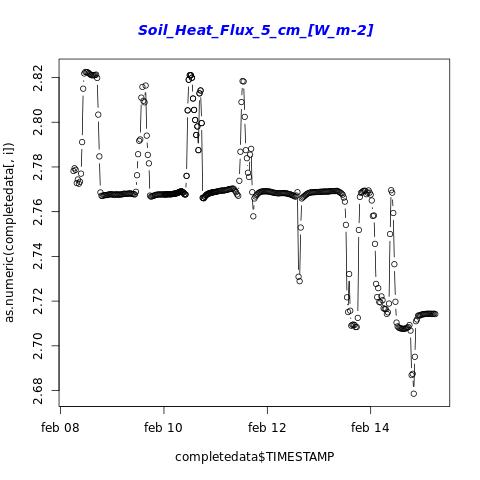 Soil_Heat_Flux_5_cm_[W_m-2]
as.numeric(completedata[, i])
2.82
2.80
2.78
2.76
2.74
2.72
2.70
2.68
feb 08
feb 10
feb 12
feb 14
completedata$TIMESTAMP